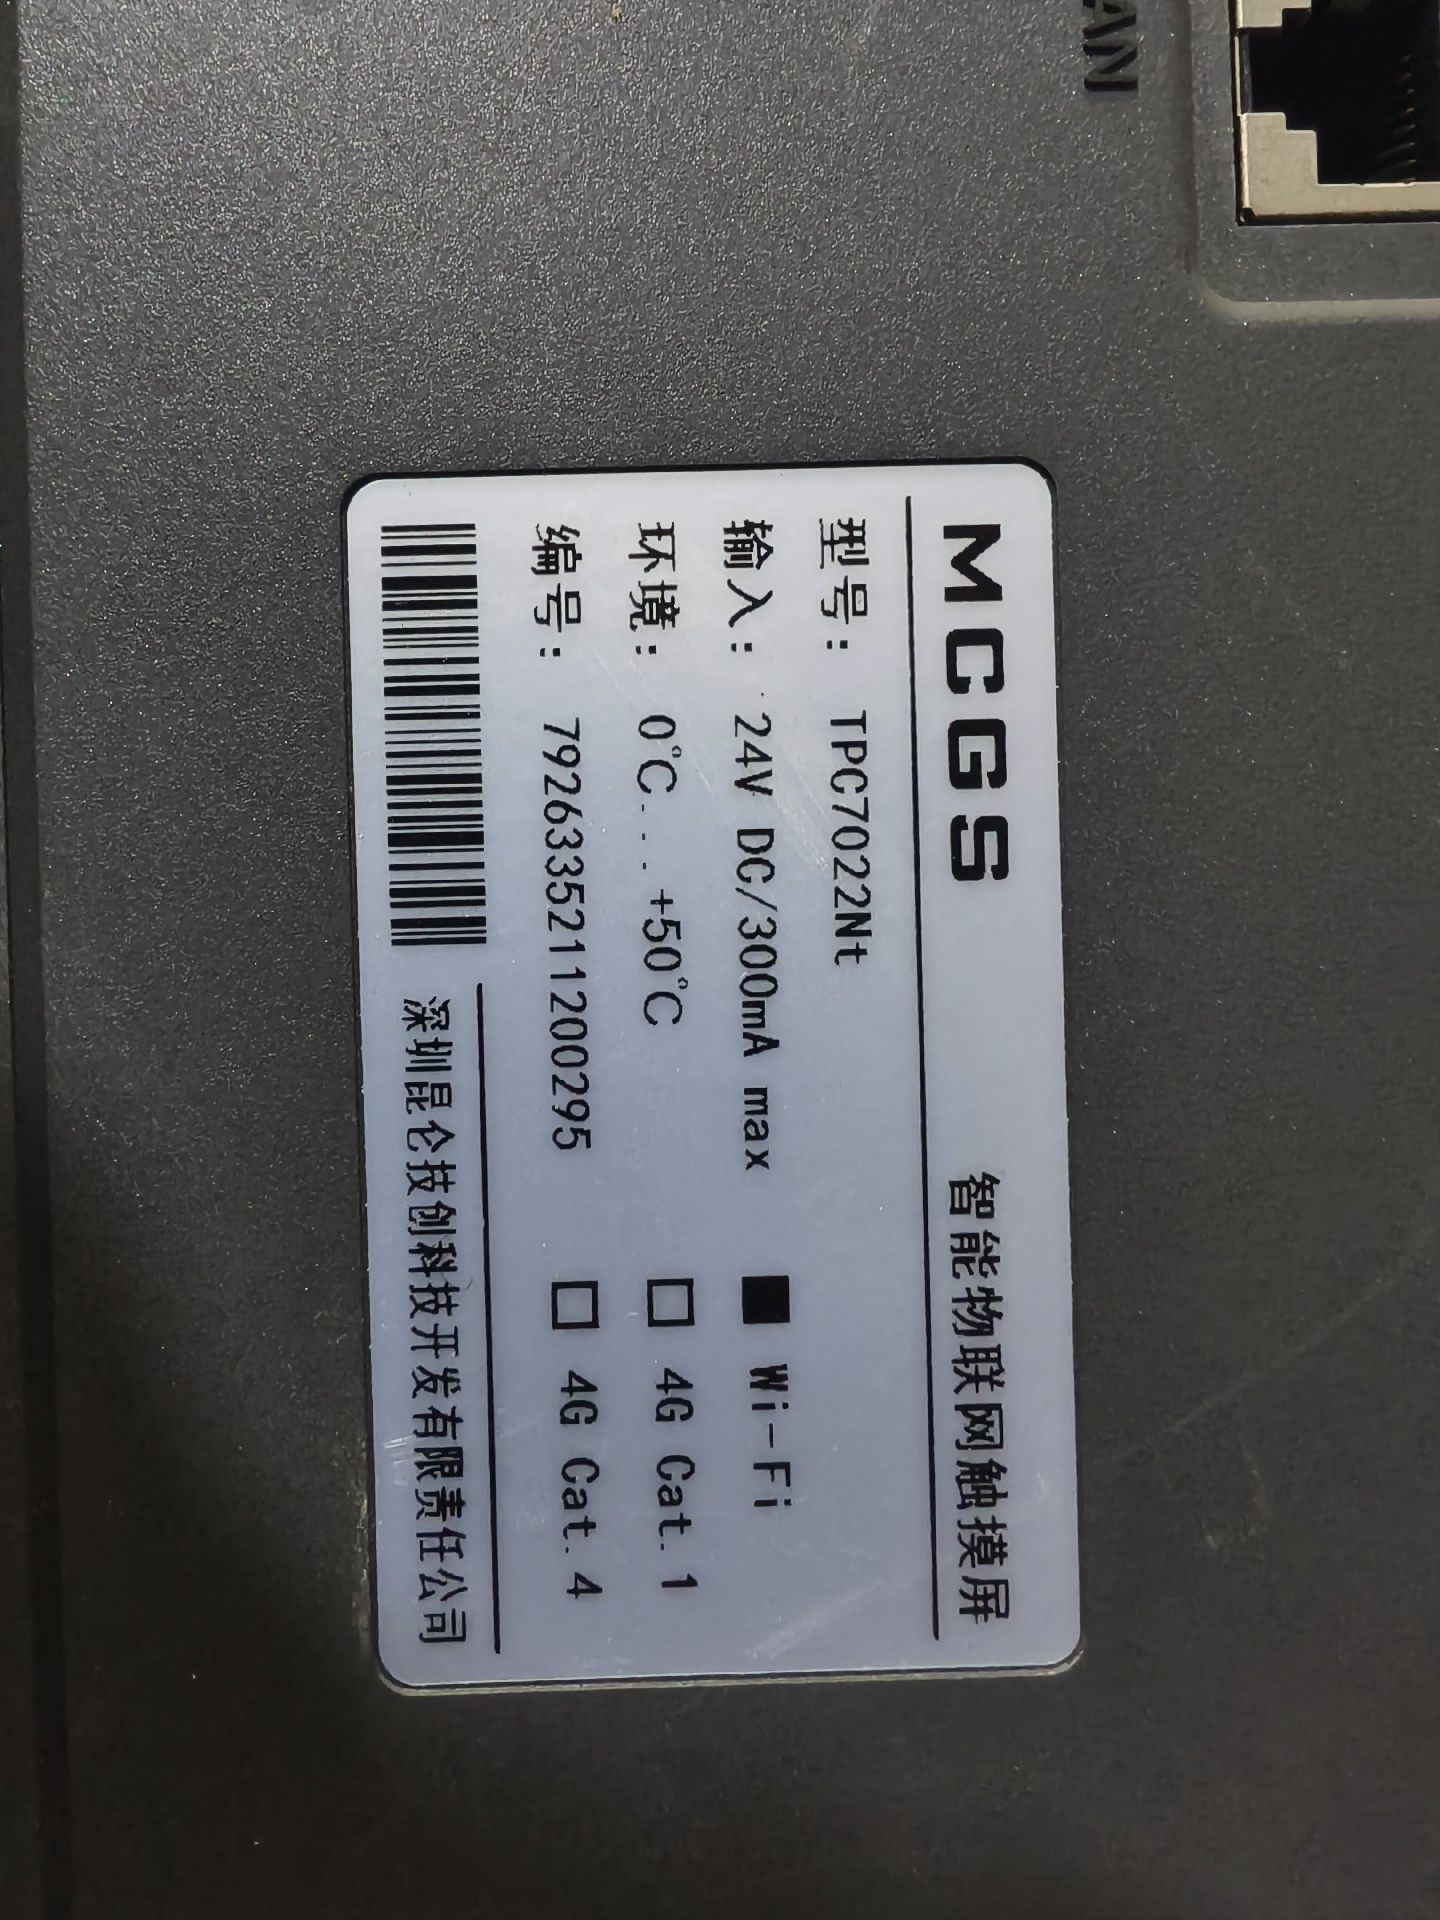 AN
MCGS 智能物联网触摸屏
型号： TPC7022Nt
输入： 24V DC/300mA max ■ Wi-Fi
环境： 0℃...+50℃ □ 4G Cat.1
编号： 7926335211200295 □ 4G Cat.4
深圳昆仑技创科技开发有限责任公司